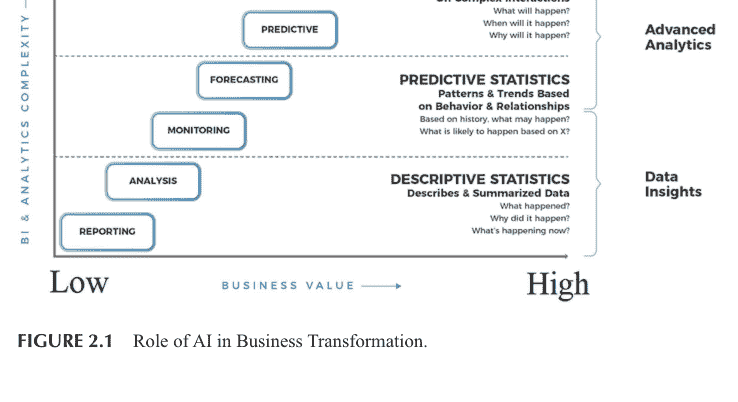 What will happen?
When will it happen?
Why will it happen?
PREDICTIVE
Advanced
Analytics
FORECASTING
PREDICTIVE STATISTICS
Patterns & Trends Based
on Behavior & Relationships
Based on history, what may happen?
What is likely to happen based on X?
MONITORING
ANALYSIS
DESCRIPTIVE STATISTICS
Describes & Summarized Data
What happened?
Why did it happen?
What's happening now?
Data
Insights
REPORTING
BI & ANALYTICS COMPLEXITY
Low
BUSINESS VALUE
High
FIGURE 2.1 Role of AI in Business Transformation.